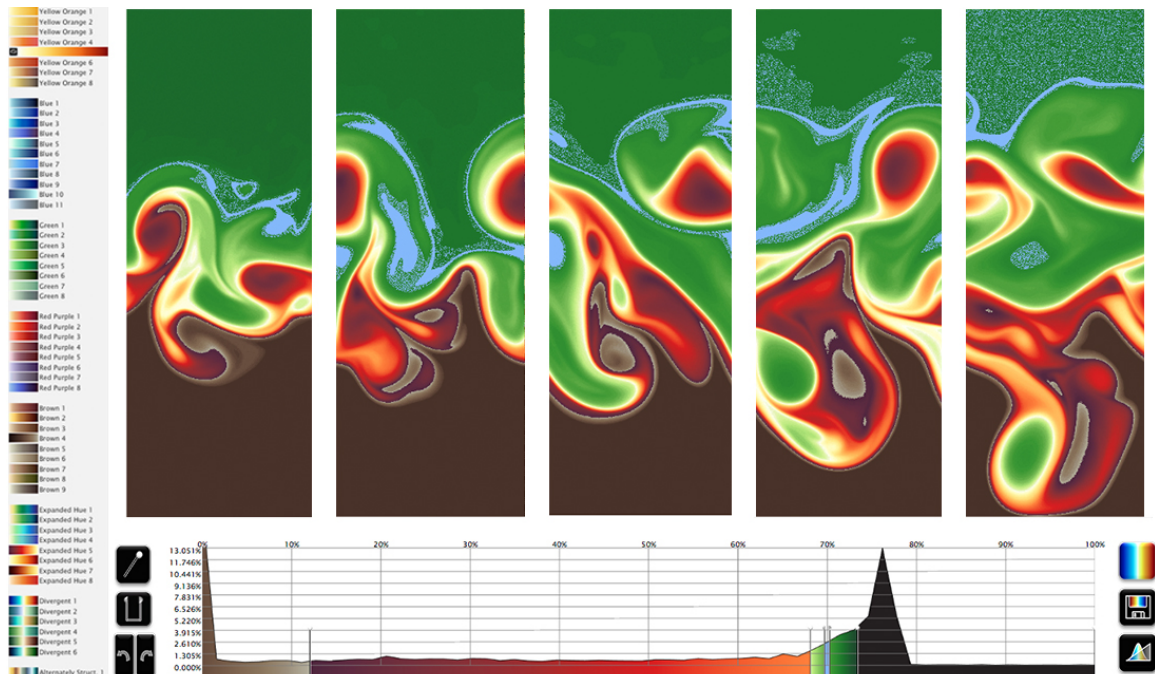 Yellow Orange 1
Yellow Orange 2
Yellow Orange 3
Yellow Orange 4
Yellow Orange 6
Yellow Orange 7
Yellow Orange 8
Blue 1
Blue 2
Blue 3
Blue 4
Blue 5
Blue 6
Blue 7
Blue 8
Blue 9
Blue 10
Blue 11
Green 1
Green 2
Green 3
Green 4
Green 5
Green 6
Green 7
Green 8
Red Purple 1
Red Purple 2
Red Purple 3
Red Purple 4
Red Purple 5
Red Purple 6
Red Purple 7
Red Purple 8
Brown 1
Brown 2
Brown 3
Brown 4
Brown 5
Brown 6
Brown 7
Brown 8
Brown 9
Expanded Hue 1
Expanded Hue 2
Expanded Hue 3
Expanded Hue 4
Expanded Hue 5
Expanded Hue 6
Expanded Hue 7
Expanded Hue 8
Divergent 1
Divergent 2
Divergent 3
Divergent 4
Divergent 5
Divergent 6
Alternately Struct. 1
0% 10% 20% 30% 40% 50% 60% 70% 80% 90% 100%
13.051%
11.746%
10.441%
9.136%
7.831%
6.526%
5.220%
3.915%
2.610%
1.305%
0.000%